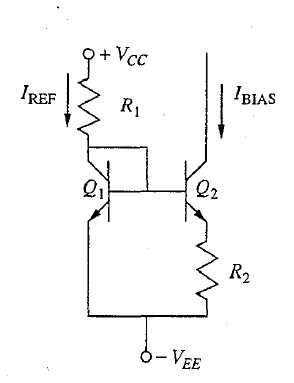 + V_CC
I_REF
R_1
I_BIAS
Q_1
Q_2
R_2
- V_EE